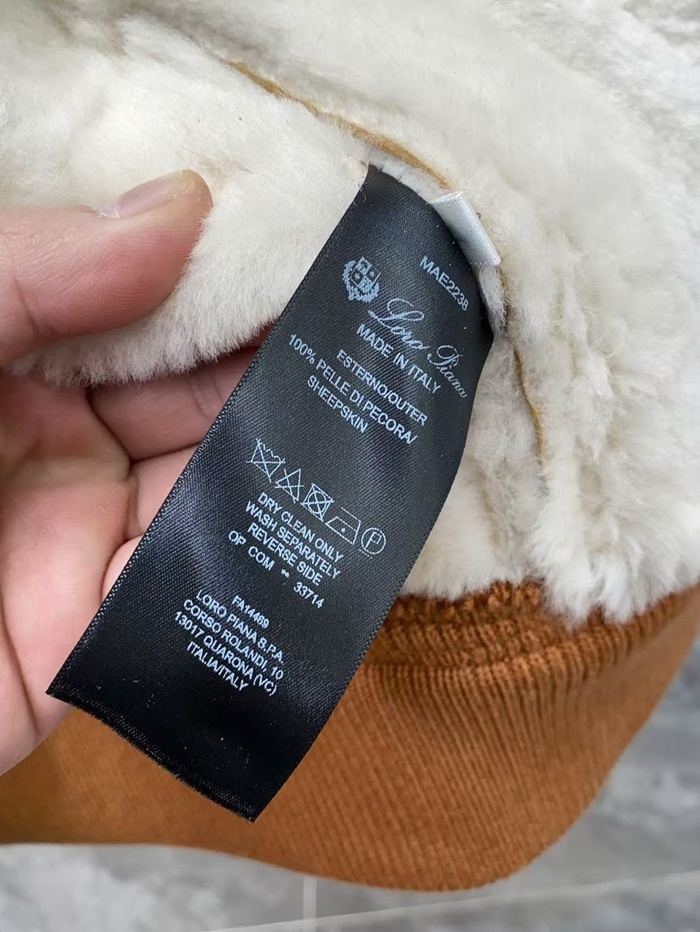 MAE2238
Loro Piana
MADE IN ITALY
ESTERNO/OUTER
100% PELLE DI PECORA/
SHEEPSKIN
P
DRY CLEAN ONLY
WASH SEPARATELY
REVERSE SIDE
OP COM ** 33714
FA14469
LORO PIANA S.P.A.
CORSO ROLANDI, 10
13017 QUARONA (VC)
ITALIA/ITALY